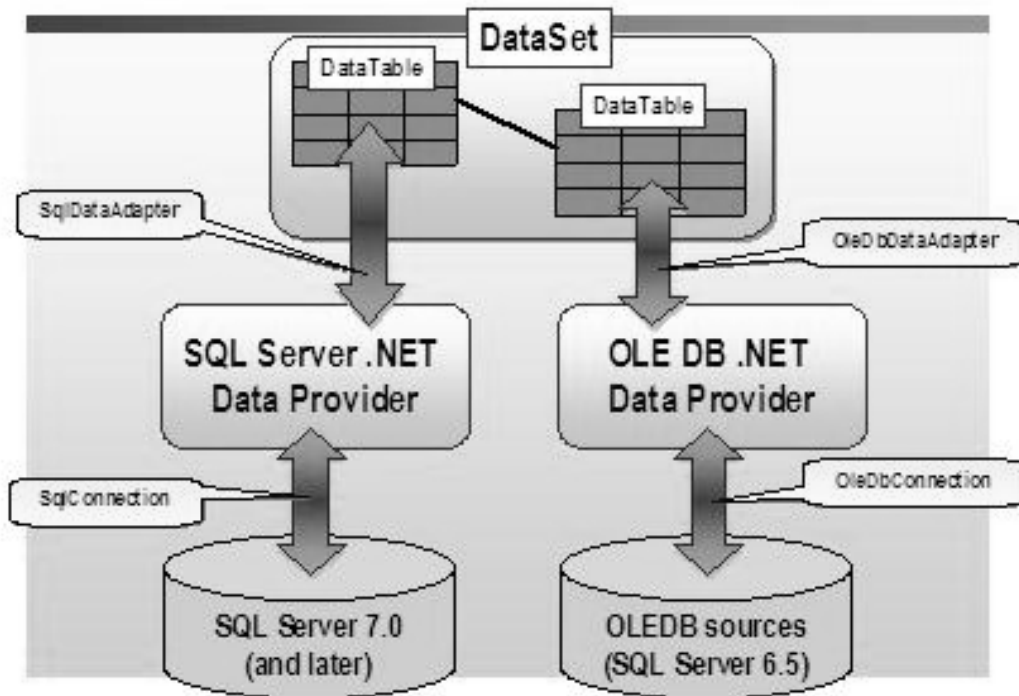 DataSet
DataTable
DataTable
SqlDataAdapter
OleDbDataAdapter
SQL Server .NET
Data Provider
OLE DB .NET
Data Provider
SqlConnection
OleDbConnection
SQL Server 7.0
(and later)
OLEDB sources
(SQL Server 6.5)